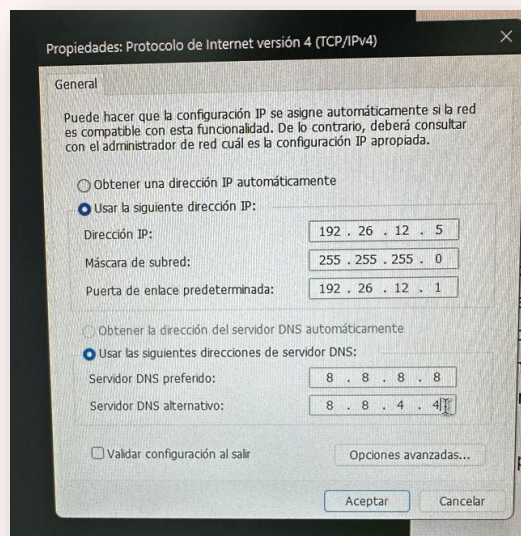 Propiedades: Protocolo de Internet versión 4 (TCP/IPv4)
General
Puede hacer que la configuración IP se asigne automáticamente si la red
es compatible con esta funcionalidad. De lo contrario, deberá consultar
con el administrador de red cuál es la configuración IP apropiada.
Obtener una dirección IP automáticamente
Usar la siguiente dirección IP:
Dirección IP: 192 . 26 . 12 . 5
Máscara de subred: 255 . 255 . 255 . 0
Puerta de enlace predeterminada: 192 . 26 . 12 . 1
Obtener la dirección del servidor DNS automáticamente
Usar las siguientes direcciones de servidor DNS:
Servidor DNS preferido: 8 . 8 . 8 . 8
Servidor DNS alternativo: 8 . 8 . 4 . 4
Validar configuración al salir
Opciones avanzadas...
Aceptar Cancelar